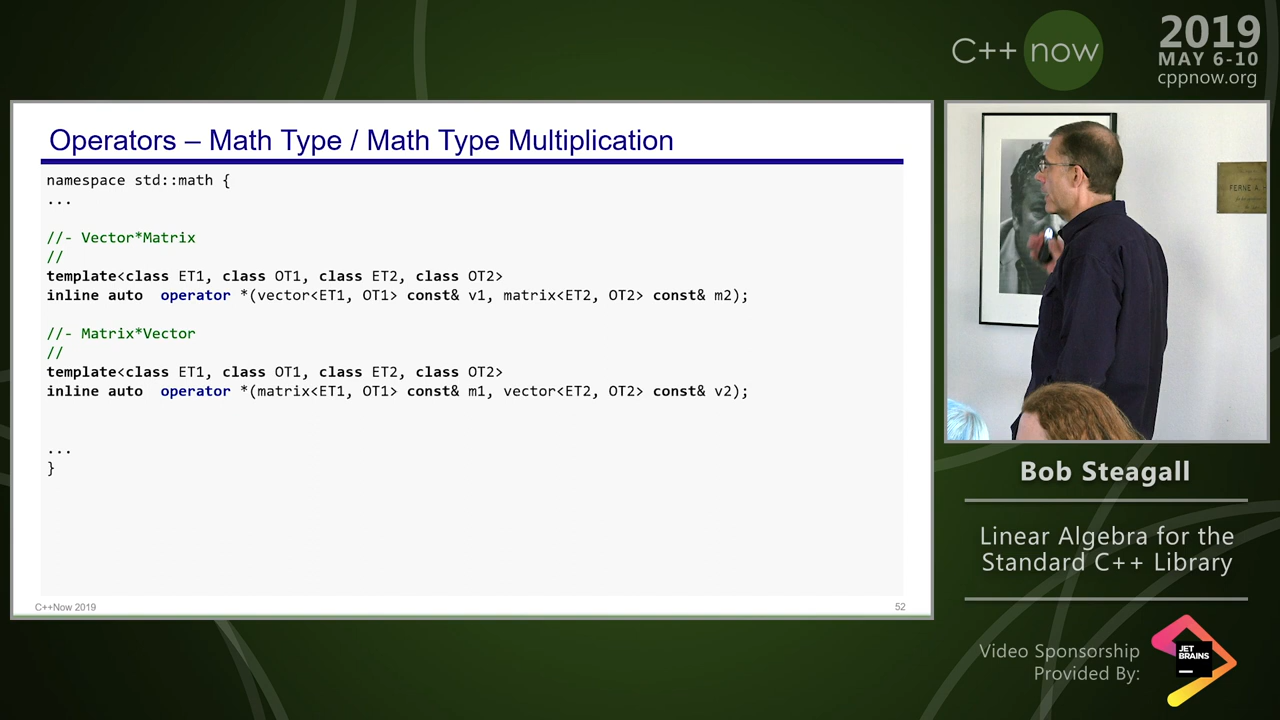 C++ now
2019
MAY 6-10
cppnow.org
Operators – Math Type / Math Type Multiplication
namespace std::math {
...
//- Vector*Matrix
//
template<class ET1, class OT1, class ET2, class OT2>
inline auto  operator *(vector<ET1, OT1> const& v1, matrix<ET2, OT2> const& m2);
//- Matrix*Vector
//
template<class ET1, class OT1, class ET2, class OT2>
inline auto  operator *(matrix<ET1, OT1> const& m1, vector<ET2, OT2> const& v2);
...
}
C++Now 2019
52
FERNE A.
Bob Steagall
Linear Algebra for the
Standard C++ Library
Video Sponsorship
Provided By:
JET
BRAINS